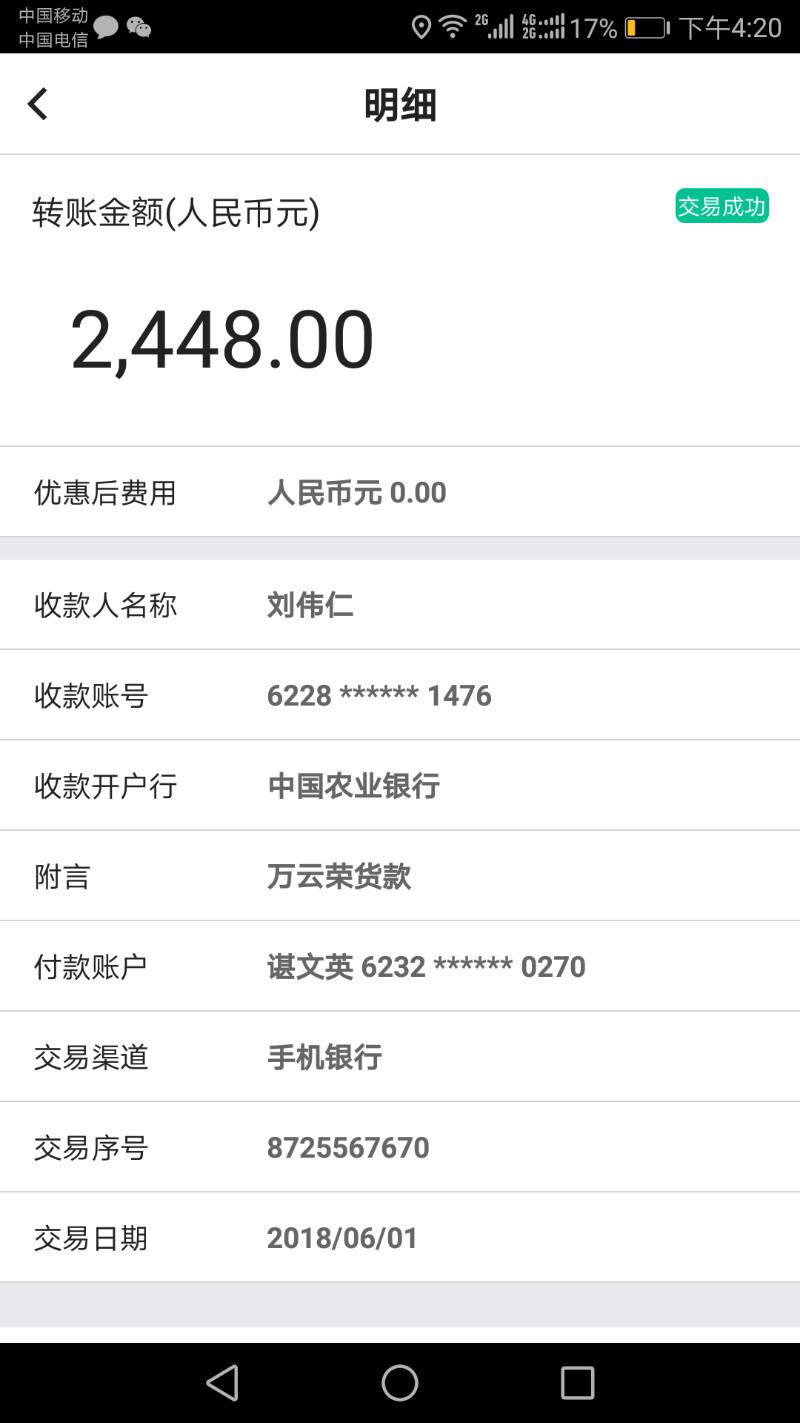 中国移动
中国电信
2G 4G 2G 17% 下午4:20
明细
转账金额(人民币元) 交易成功
2,448.00
优惠后费用 人民币元 0.00
收款人名称 刘伟仁
收款账号 6228 ****** 1476
收款开户行 中国农业银行
附言 万云荣货款
付款账户 谌文英 6232 ****** 0270
交易渠道 手机银行
交易序号 8725567670
交易日期 2018/06/01